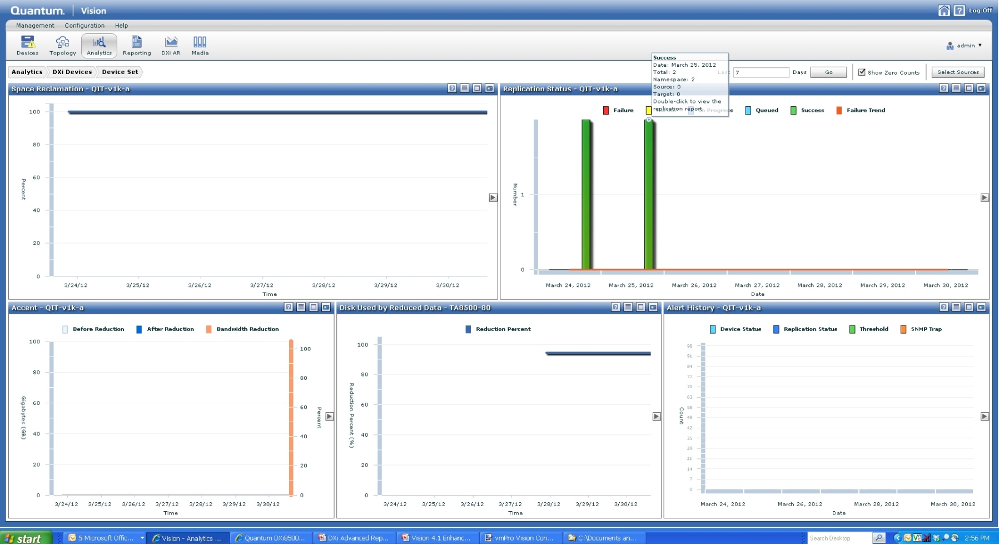 Quantum. Vision
Log Off
Management Configuration Help
Devices Topology Analytics Reporting DXi AR Media
admin
Analytics DXi Devices Device Set
7 Days Go Show Zero Counts Select Sources
Success
Date: March 25, 2012
Total: 2
Namespace: 2
Source: 0
Target: 0
Double-click to view the
replication report.
Space Reclamation - QIT-v1k-a
100
80
60
40
20
0
Percent
3/24/12 3/25/12 3/26/12 3/27/12 3/28/12 3/29/12 3/30/12
Time
Replication Status - QIT-v1k-a
Failure In Progress Queued Success Failure Trend
1
0
Number
March 24, 2012 March 25, 2012 March 26, 2012 March 27, 2012 March 28, 2012 March 29, 2012 March 30, 2012
Date
Accent - QIT-v1k-a
Before Reduction After Reduction Bandwidth Reduction
100
80
60
40
20
0
Gigabytes (GB)
100
80
60
40
20
0
Percent
3/24/12 3/25/12 3/26/12 3/27/12 3/28/12 3/29/12 3/30/12
Time
Disk Used by Reduced Data - TA8500-80
Reduction Percent
100
80
60
40
20
0
Reduction Percent (%)
3/24/12 3/25/12 3/26/12 3/27/12 3/28/12 3/29/12 3/30/12
Time
Alert History - QIT-v1k-a
Device Status Replication Status Threshold SNMP Trap
98
91
84
77
70
63
56
49
42
35
28
21
14
7
0
Count
March 24, 2012 March 26, 2012 March 28, 2012 March 30, 2012
Date
start 5 Microsoft Offic... Vision - Analytics ... Quantum DXi8500... DXi Advanced Rep... Vision 4.1 Enhanc... vmPro Vision Con... C:\Documents an... Search Desktop 2:56 PM